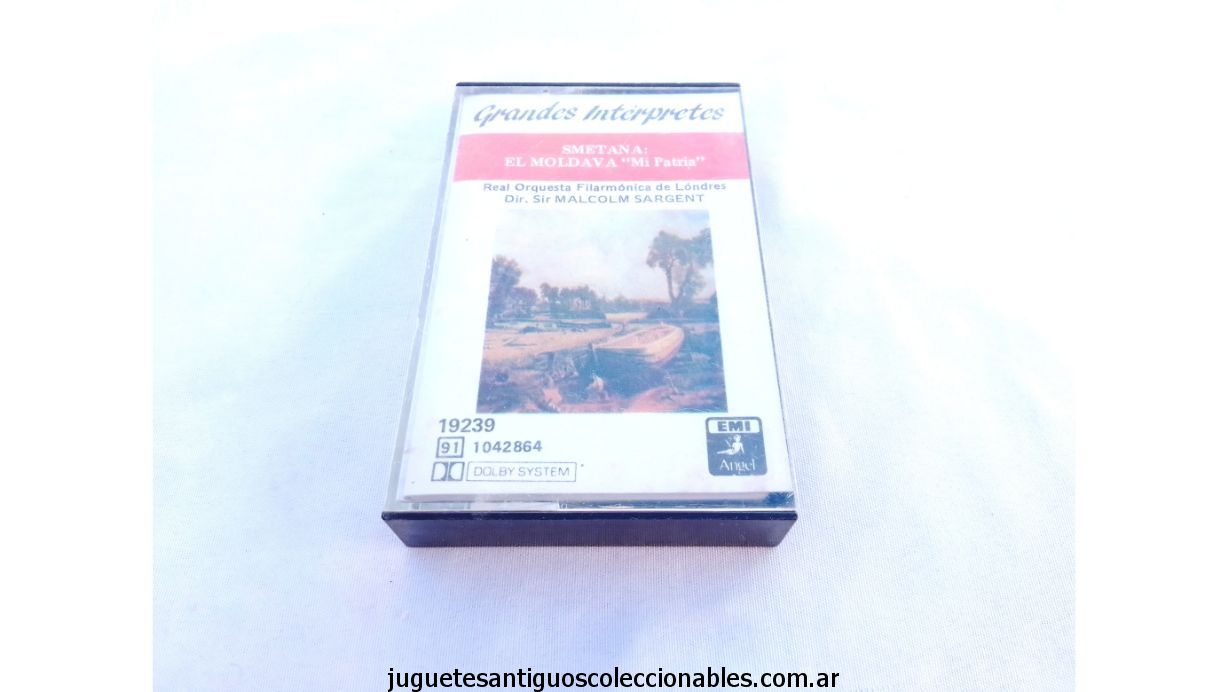 Grandes Intérpretes
SMETANA:
EL MOLDAVA "Mi Patria"
Real Orquesta Filarmónica de Lóndres
Dir. Sir MALCOLM SARGENT
19239
91 1042864
DOLBY SYSTEM
EMI
Angel
juguetesantiguoscoleccionables.com.ar